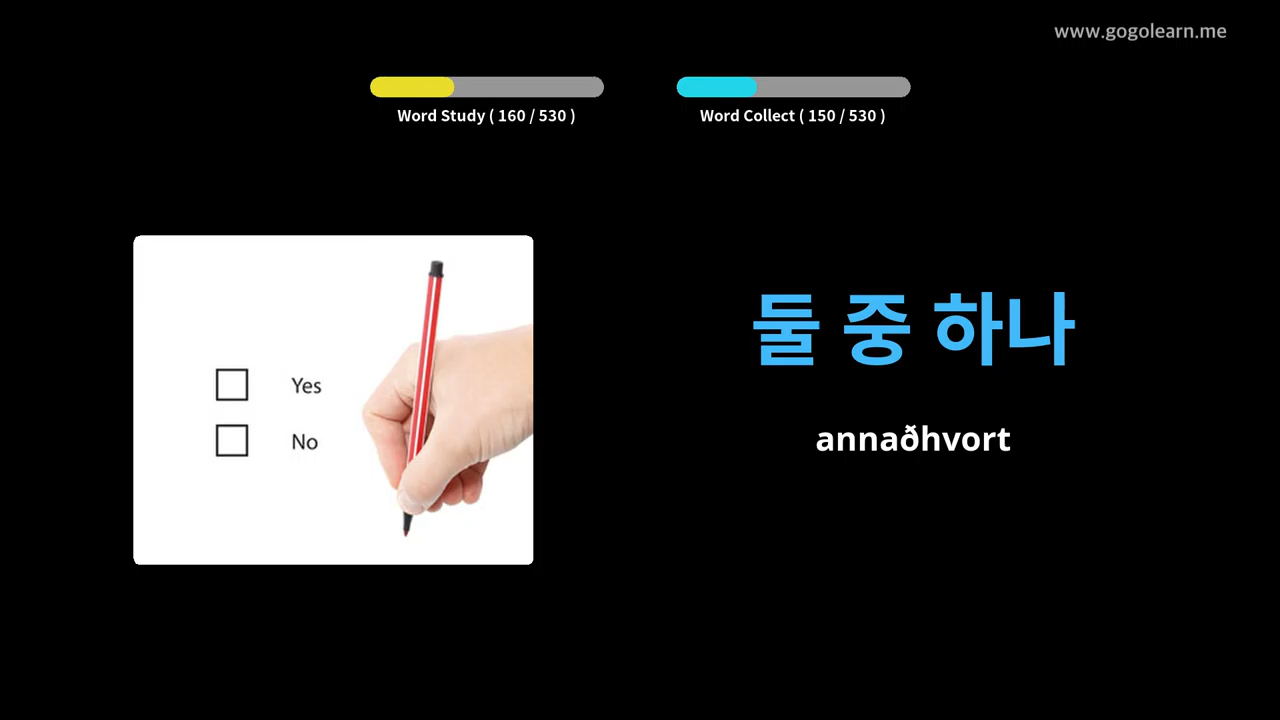 www.gogolearn.me
Word Study ( 160 / 530 )
Word Collect ( 150 / 530 )
Yes
No
둘 중 하나
annaðhvort